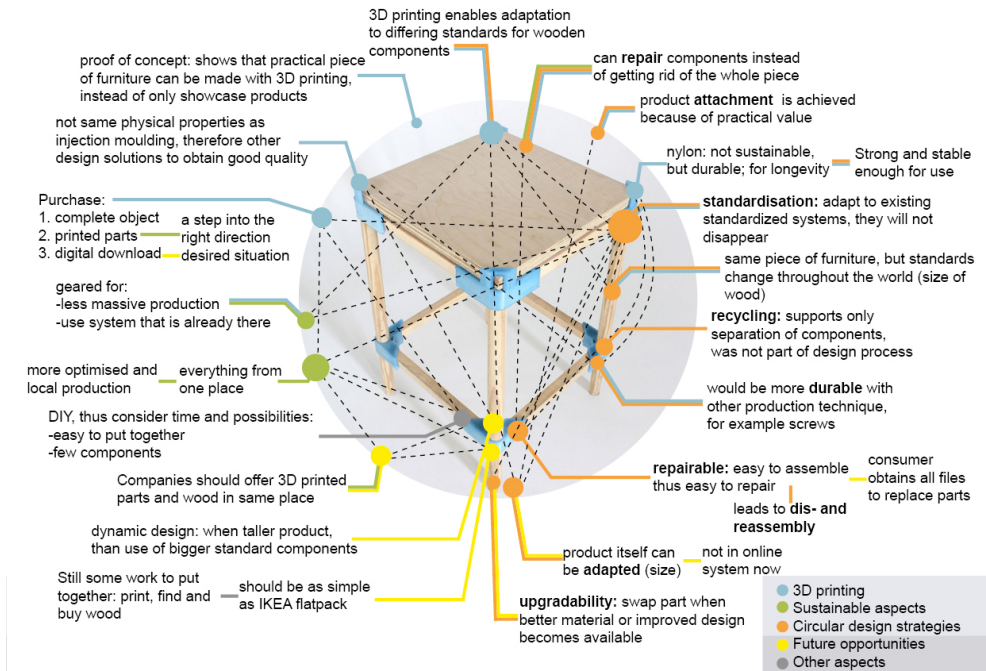 3D printing enables adaptation
to differing standards for wooden
components
proof of concept: shows that practical piece
of furniture can be made with 3D printing,
instead of only showcase products
can repair components instead
of getting rid of the whole piece
product attachment is achieved
because of practical value
not same physical properties as
injection moulding, therefore other
design solutions to obtain good quality
nylon: not sustainable,
but durable; for longevity
Strong and stable
enough for use
Purchase:
1. complete object
2. printed parts
3. digital download
a step into the
right direction
desired situation
standardisation: adapt to existing
standardized systems, they will not
disappear
same piece of furniture, but standards
change throughout the world (size of
wood)
geared for:
-less massive production
-use system that is already there
recycling: supports only
separation of components,
was not part of design process
more optimised and
local production
everything from
one place
would be more durable with
other production technique,
for example screws
DIY, thus consider time and possibilities:
-easy to put together
-few components
repairable: easy to assemble
thus easy to repair
consumer
obtains all files
to replace parts
leads to dis- and
reassembly
Companies should offer 3D printed
parts and wood in same place
dynamic design: when taller product,
than use of bigger standard components
product itself can
be adapted (size)
not in online
system now
Still some work to put
together: print, find and
buy wood
should be as simple
as IKEA flatpack
upgradability: swap part when
better material or improved design
becomes available
3D printing
Sustainable aspects
Circular design strategies
Future opportunities
Other aspects